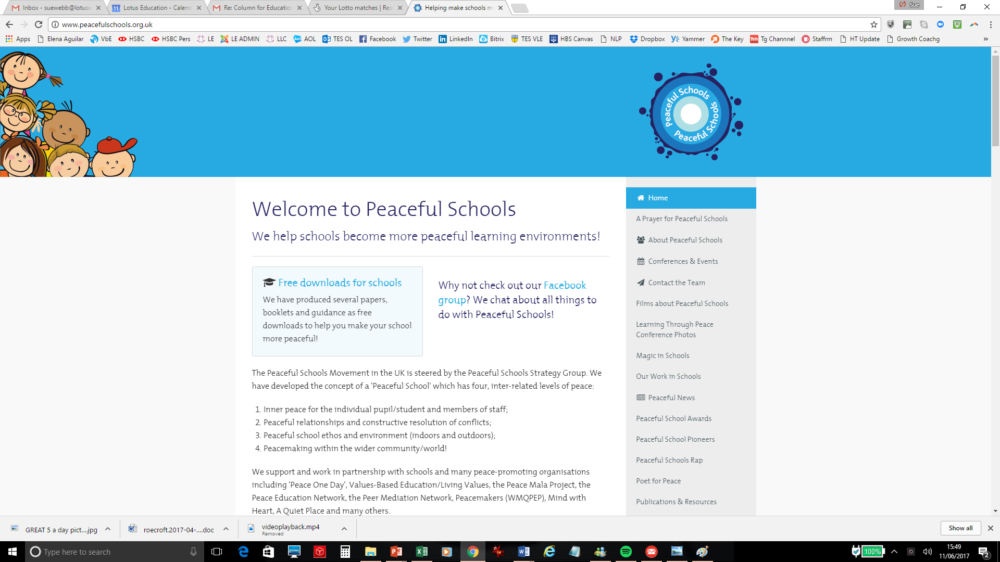 Inbox - suewebb@lotuse
Lotus Education - Calend
Re: Column for Education
Your Lotto matches | Res
Helping make schools m
Sue
www.peacefulschools.org.uk
Apps
Elena Aguilar
VbE
HSBC
HSBC Pers
LE
LE ADMIN
LLC
AOL
TES OL
Facebook
Twitter
LinkedIn
Bitrix
TES VLE
HBS Canvas
NLP
Dropbox
Yammer
The Key
Tg Channnel
Staffrm
HT Update
Growth Coachg
»
Peaceful Schools
Peaceful Schools
Welcome to Peaceful Schools
We help schools become more peaceful learning environments!
Free downloads for schools
We have produced several papers,
booklets and guidance as free
downloads to help you make your school
more peaceful!
Why not check out our Facebook
group? We chat about all things to
do with Peaceful Schools!
The Peaceful Schools Movement in the UK is steered by the Peaceful Schools Strategy Group. We
have developed the concept of a 'Peaceful School' which has four, inter-related levels of peace:
1. Inner peace for the individual pupil/student and members of staff;
2. Peaceful relationships and constructive resolution of conflicts;
3. Peaceful school ethos and environment (indoors and outdoors);
4. Peacemaking within the wider community/world!
We support and work in partnership with schools and many peace-promoting organisations
including 'Peace One Day', Values-Based Education/Living Values, the Peace Mala Project, the
Peace Education Network, the Peer Mediation Network, Peacemakers (WMQPEP), Mind with
Heart, A Quiet Place and many others.
Home
A Prayer for Peaceful Schools
About Peaceful Schools
Conferences & Events
Contact the Team
Films about Peaceful Schools
Learning Through Peace
Conference Photos
Magic in Schools
Our Work in Schools
Peaceful News
Peaceful School Awards
Peaceful School Pioneers
Peaceful Schools Rap
Poet for Peace
Publications & Resources
GREAT 5 a day pict....jpg
roecroft.2017-04-....doc
videoplayback.mp4
Removed
Show all
Type here to search
100%
15:49
11/06/2017
2